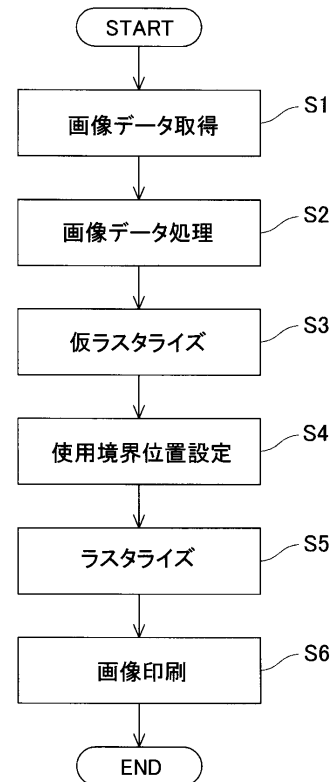 START
画像データ取得
S1
画像データ処理
S2
仮ラスタライズ
S3
使用境界位置設定
S4
ラスタライズ
S5
画像印刷
S6
END